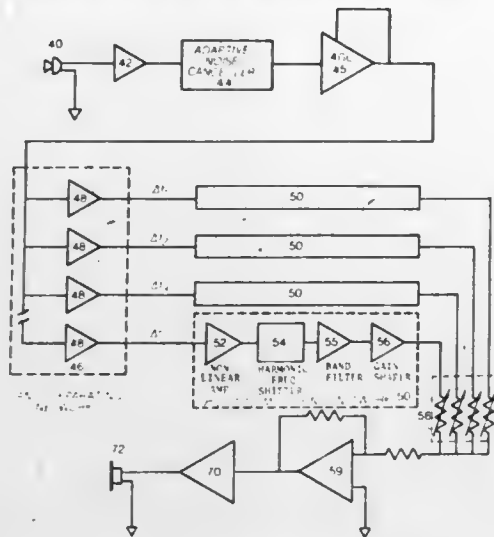 40
42
ADAPTIVE
NOISE
CANCELLER
44
45
48
50
48
50
48
50
48
46
52
54
55
56
NON
LINEAR
AMP
HARMONIC
FREQ
SHIFTER
BAND
FILTER
GAIN
SHAPER
50
58
72
70
59